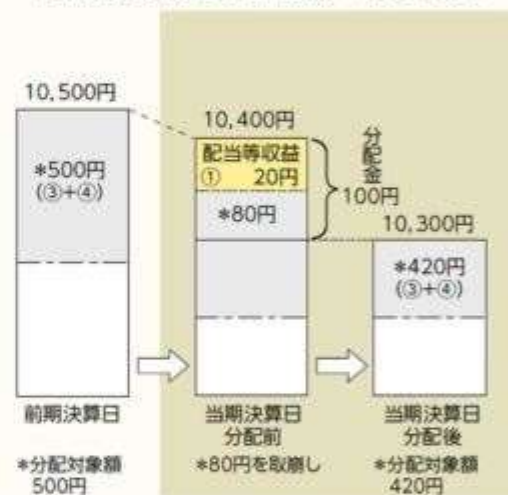 10,500円
*500円
(③+④)
前期決算日
*分配対象額
500円
10,400円
配当等収益
① 20円
*80円
分配金
100円
当期決算日
分配前
*80円を取崩し
10,300円
*420円
(③+④)
当期決算日
分配後
*分配対象額
420円